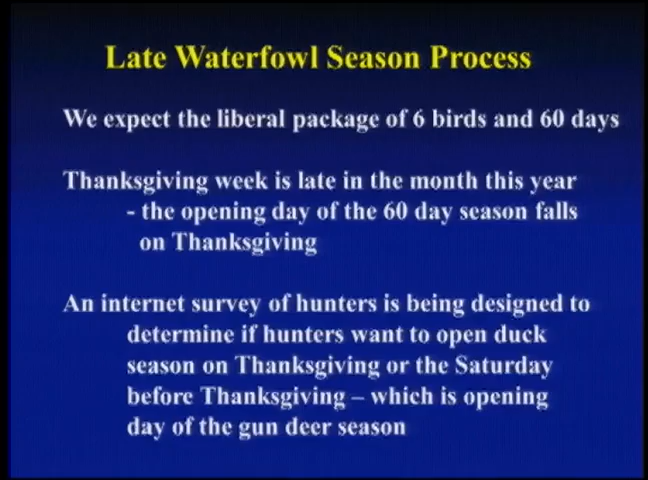 Late Waterfowl Season Process
We expect the liberal package of 6 birds and 60 days
Thanksgiving week is late in the month this year
- the opening day of the 60 day season falls
on Thanksgiving
An internet survey of hunters is being designed to
determine if hunters want to open duck
season on Thanksgiving or the Saturday
before Thanksgiving – which is opening
day of the gun deer season